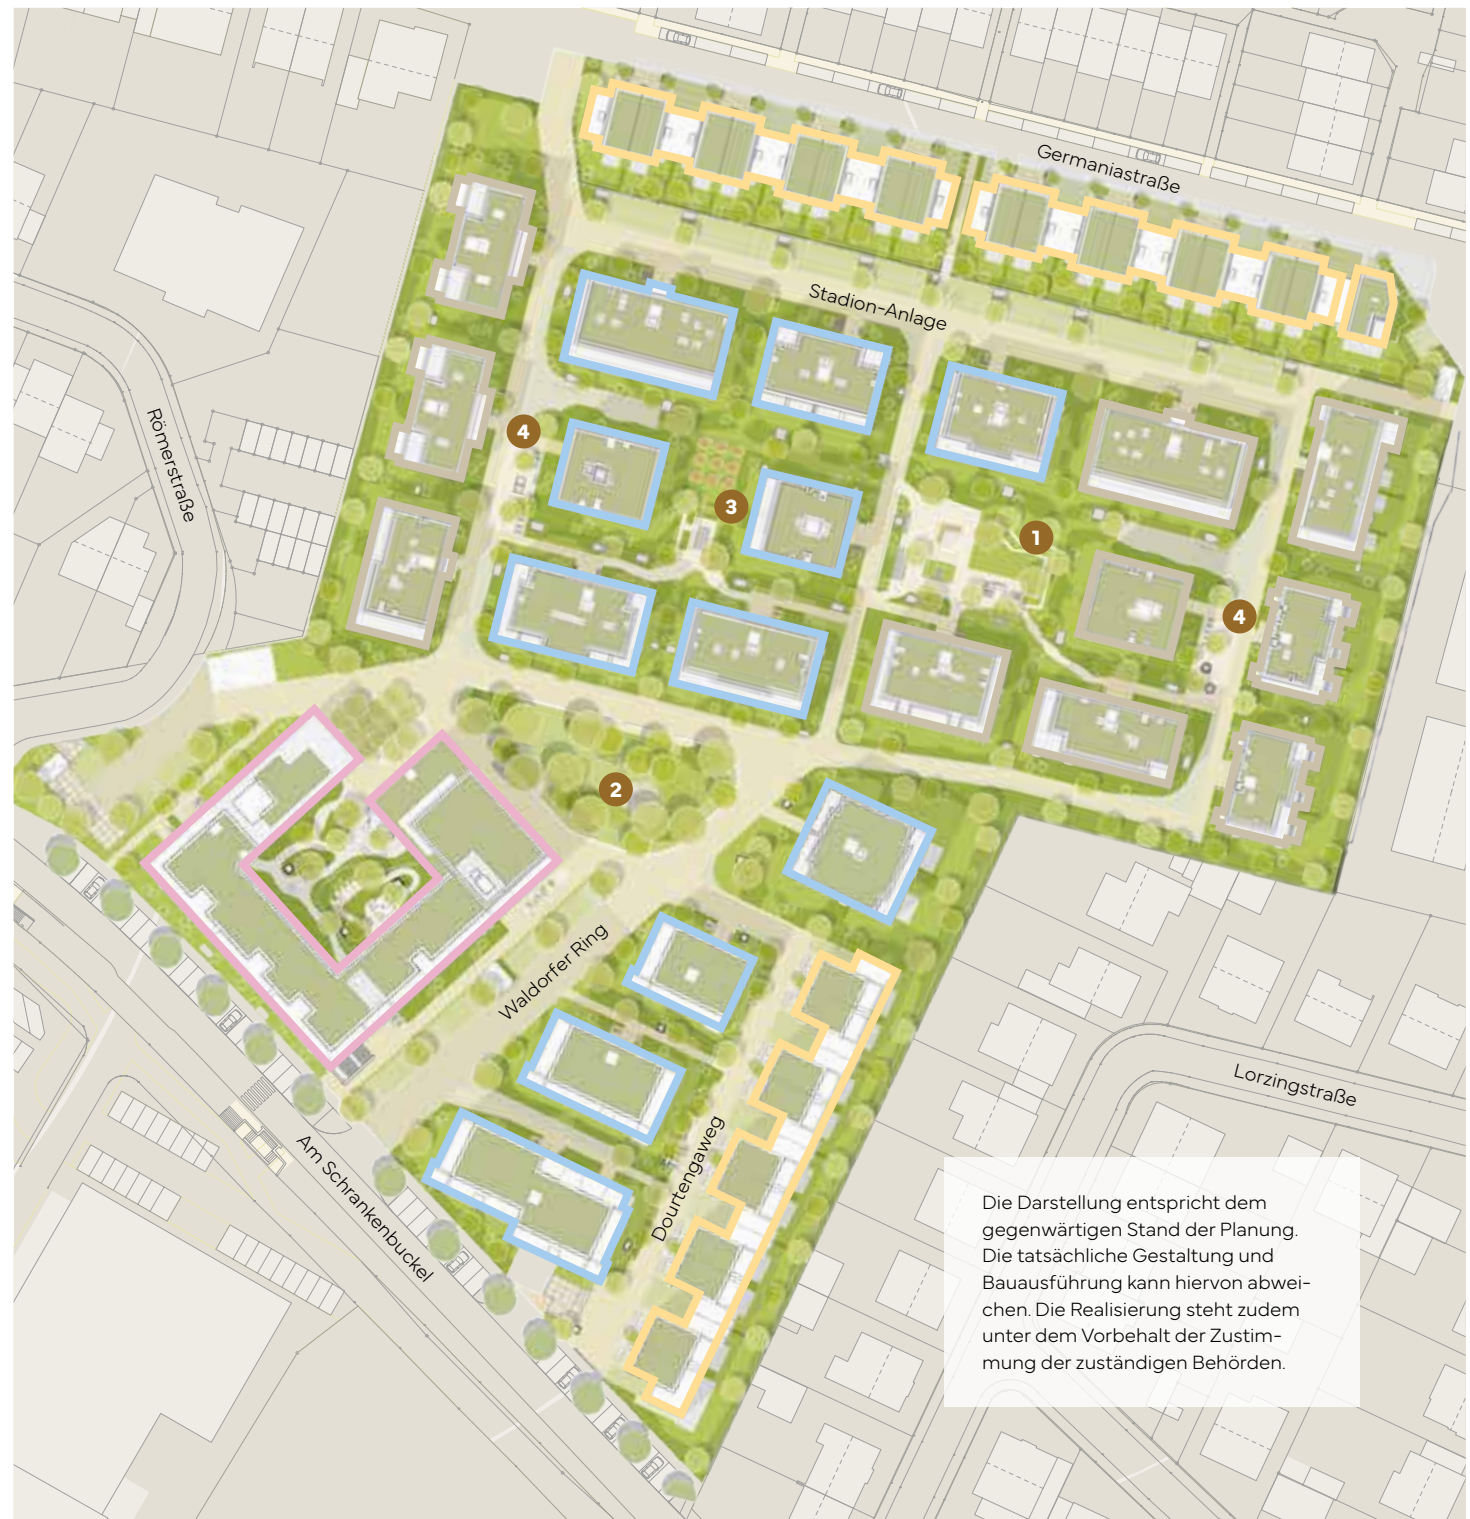 Germaniastraße
Stadion-Anlage
Römerstraße
4
3
1
4
2
Waldorfer Ring
Lorzingstraße
Dourtengaweg
Am Schrankenbuckel
Die Darstellung entspricht dem
gegenwärtigen Stand der Planung.
Die tatsächliche Gestaltung und
Bauausführung kann hiervon abwei-
chen. Die Realisierung steht zudem
unter dem Vorbehalt der Zustim-
mung der zuständigen Behörden.